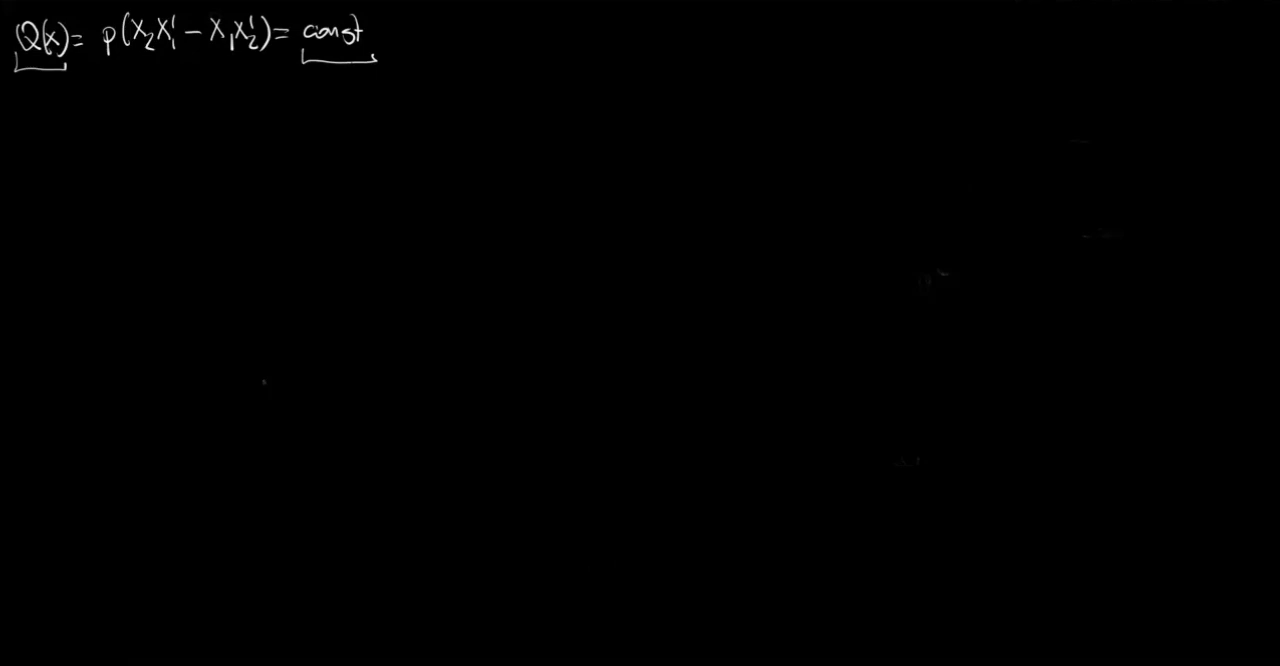 Q(x) = p(X₂X₁' − X₁X₂') = const